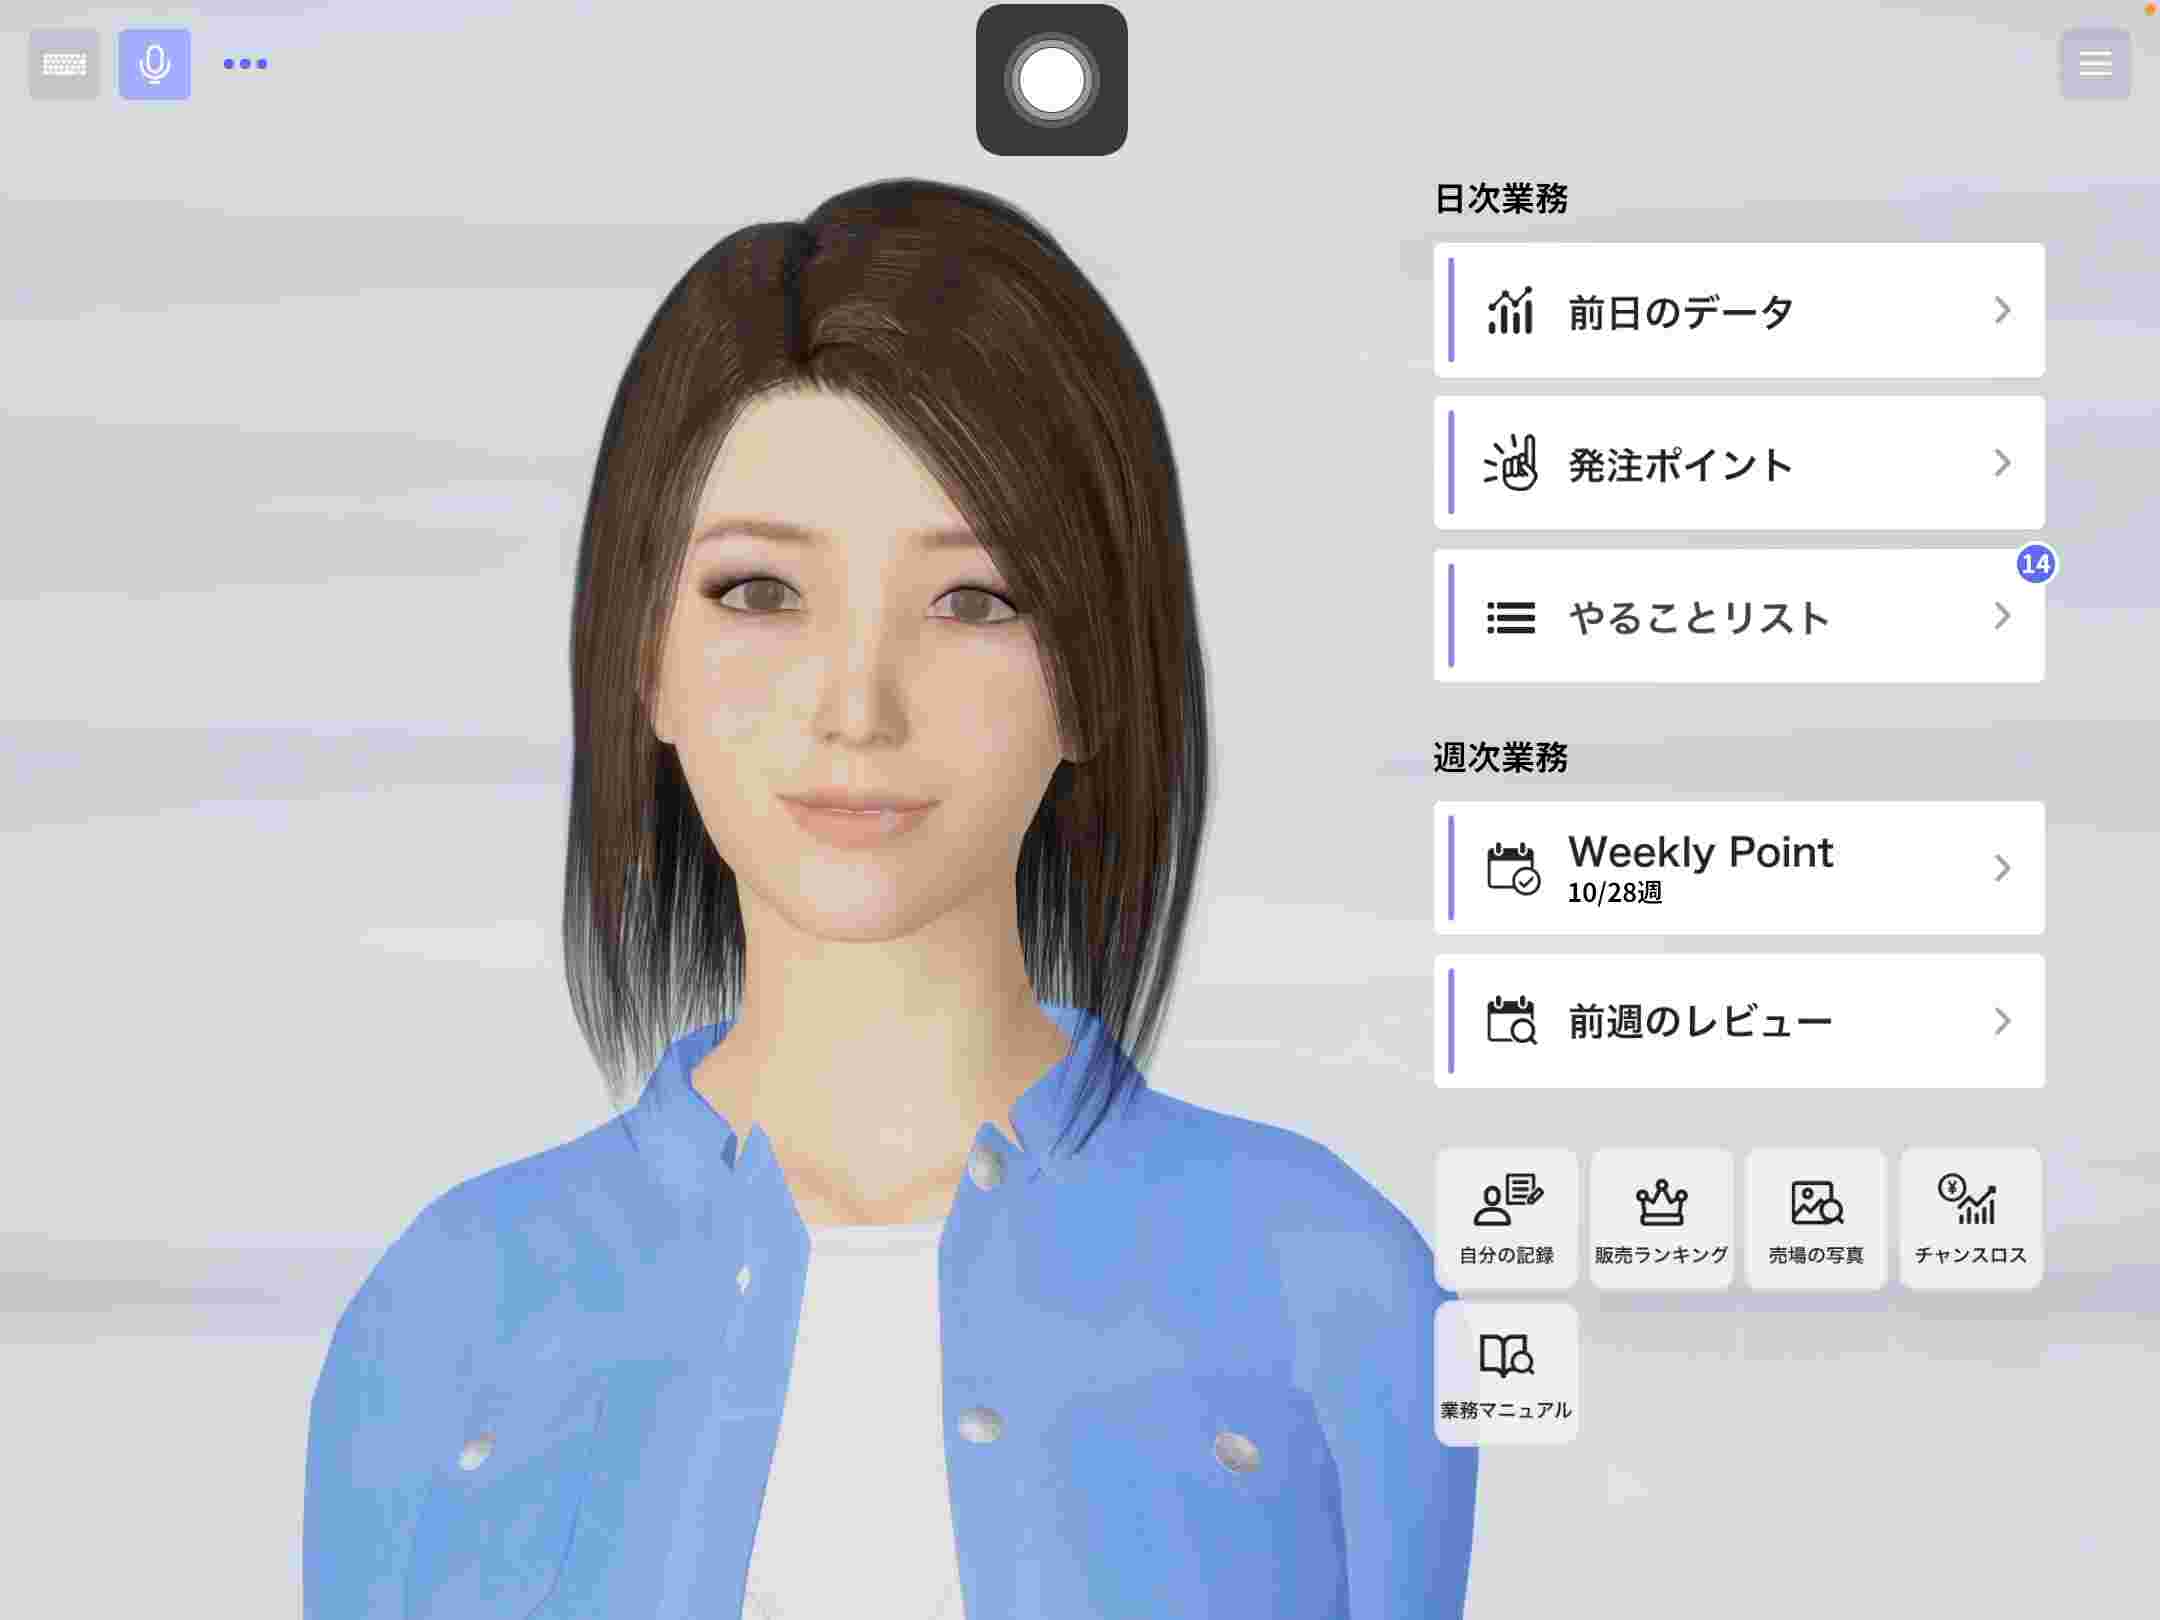 日次業務
前日のデータ
発注ポイント
14
やることリスト
週次業務
Weekly Point
10/28週
前週のレビュー
自分の記録
販売ランキング
売場の写真
チャンスロス
業務マニュアル